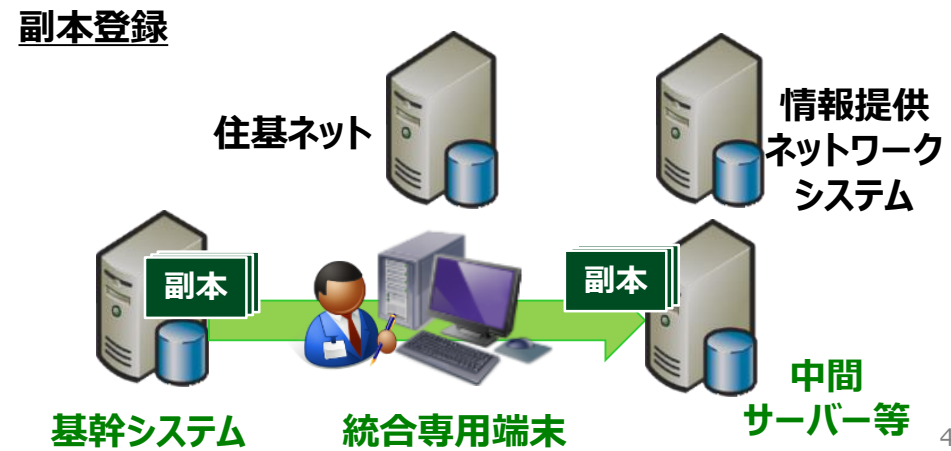 副本登録
住基ネット
情報提供
ネットワーク
システム
副本
副本
基幹システム
統合専用端末
中間
サーバー等
4